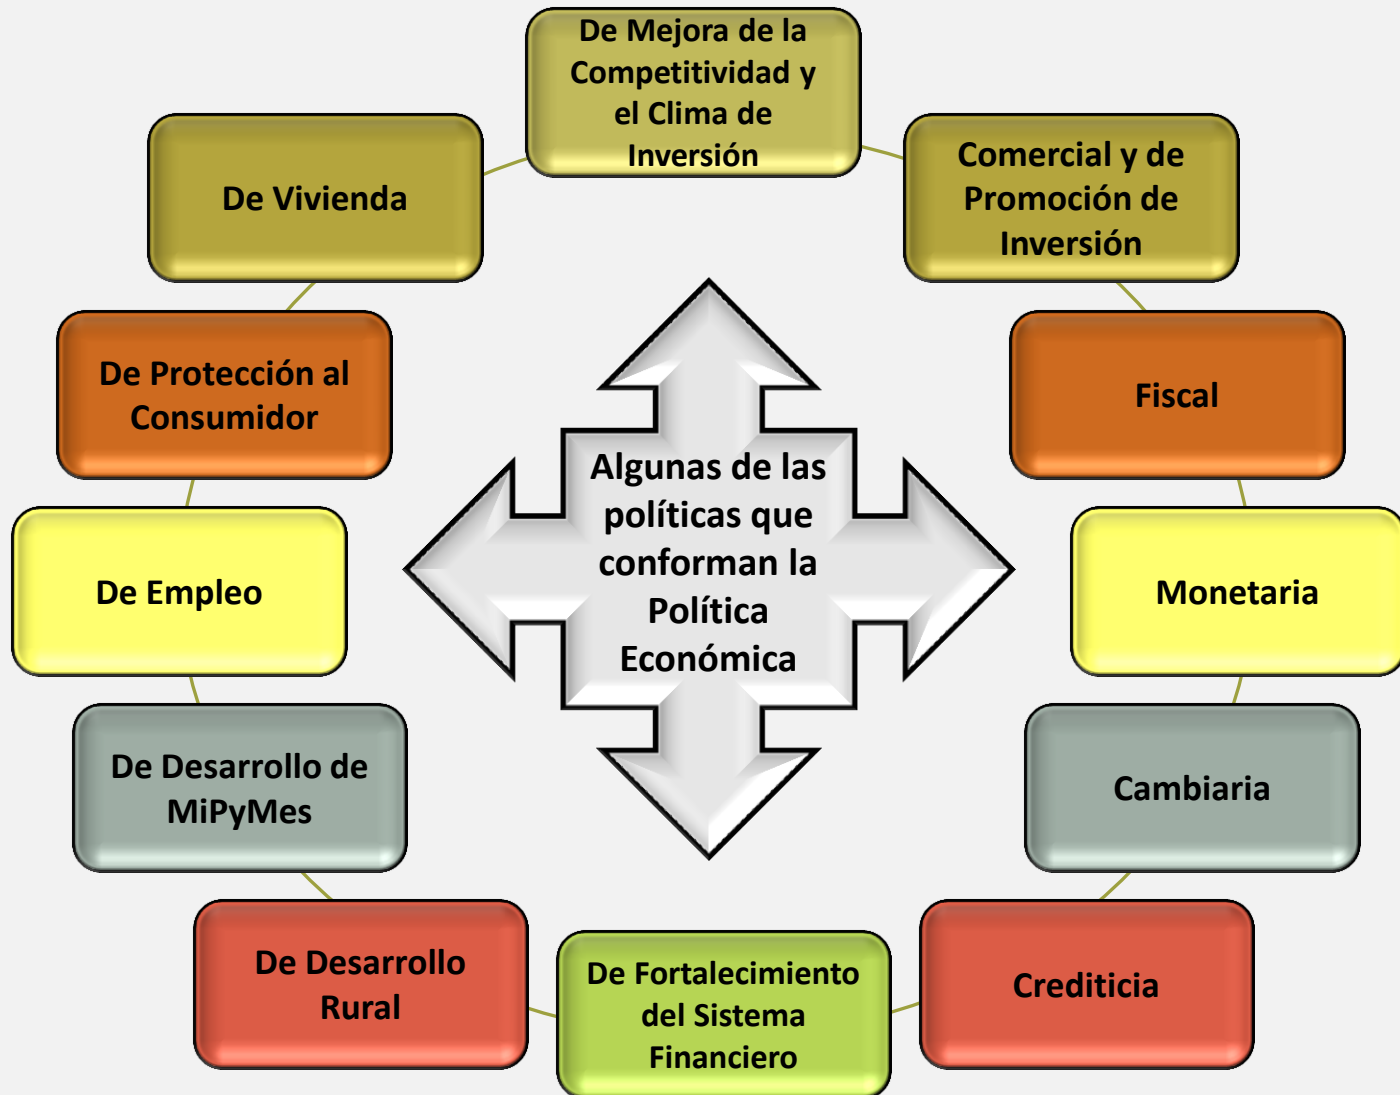 De Mejora de la
Competitividad y
el Clima de
Inversión
Comercial y de
Promoción de
Inversión
Fiscal
Monetaria
Cambiaria
Crediticia
De Fortalecimiento
del Sistema
Financiero
De Desarrollo
Rural
De Desarrollo de
MiPyMes
De Empleo
De Protección al
Consumidor
De Vivienda
Algunas de las
políticas que
conforman la
Política
Económica